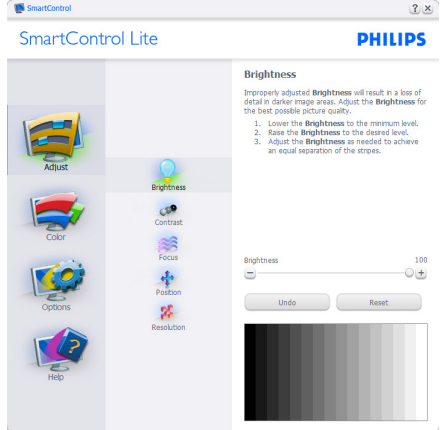 SmartControl
? x
SmartControl Lite
PHILIPS
Adjust
Color
Options
Help
Brightness
Contrast
Focus
Position
Resolution
Brightness
Improperly adjusted Brightness will result in a loss of
detail in darker image areas. Adjust the Brightness for
the best possible picture quality.
1. Lower the Brightness to the minimum level.
2. Raise the Brightness to the desired level.
3. Adjust the Brightness as needed to achieve
an equal separation of the stripes.
Brightness 100
Undo Reset